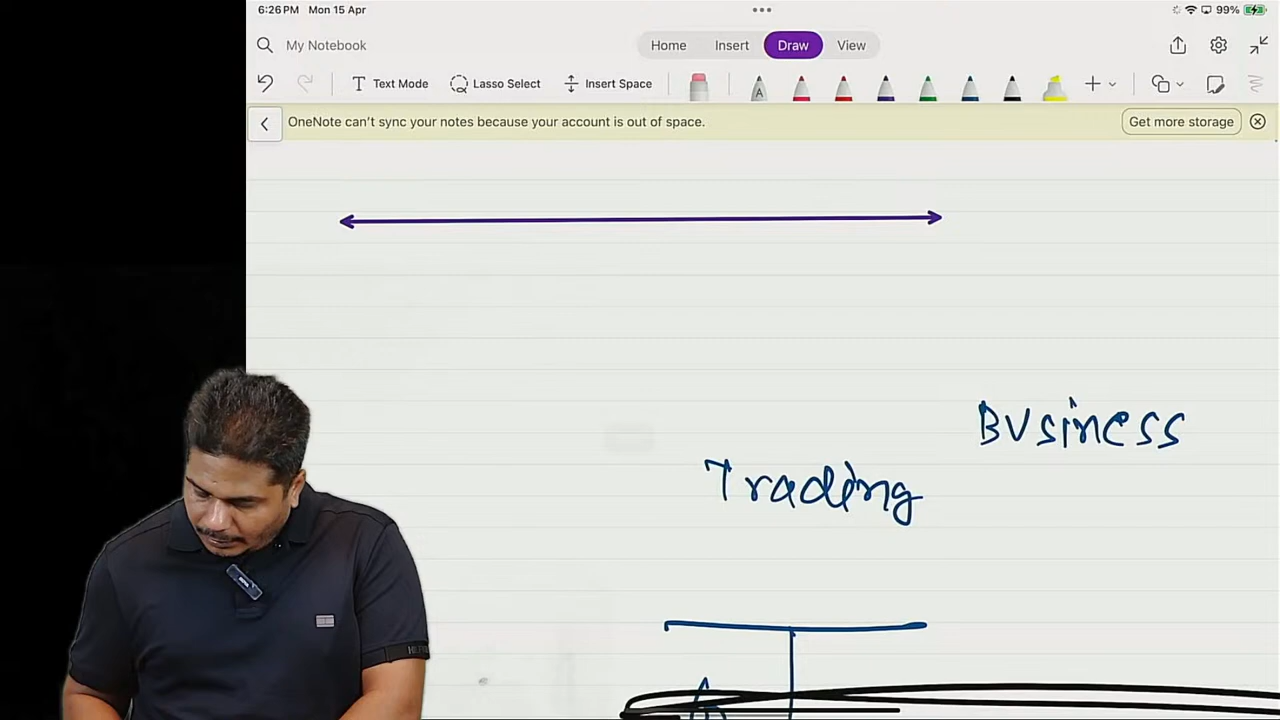 6:26 PM Mon 15 Apr
99%
My Notebook
Home Insert Draw View
Text Mode Lasso Select Insert Space
A
OneNote can't sync your notes because your account is out of space.
Get more storage
Business
Trading